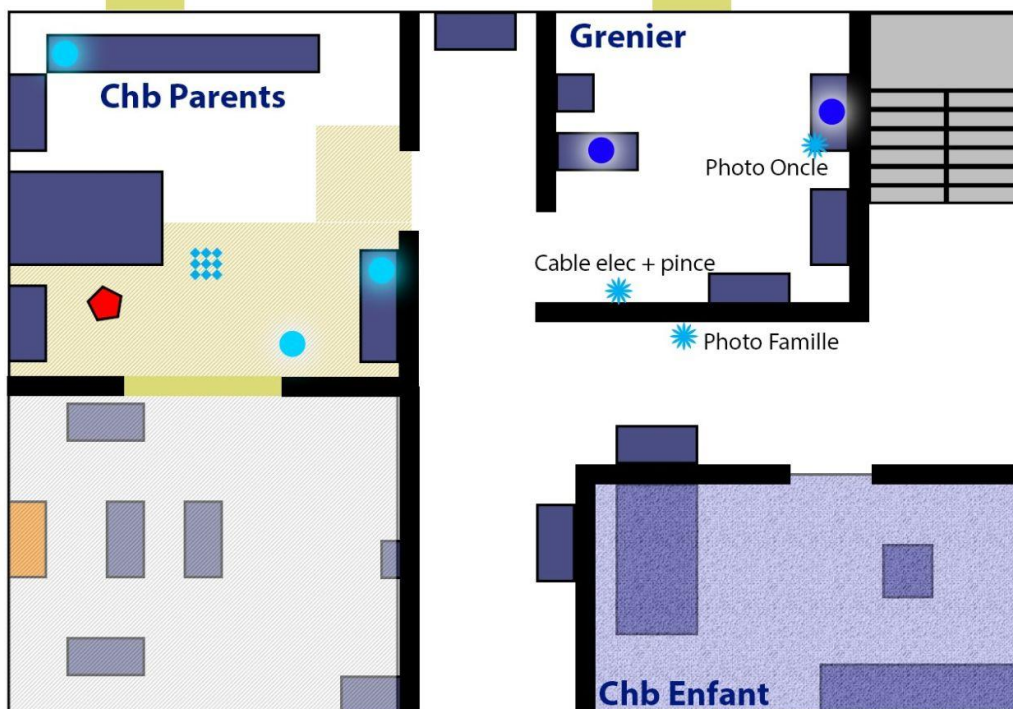 Grenier
Chb Parents
Photo Oncle
Cable elec + pince
Photo Famille
Chb Enfant